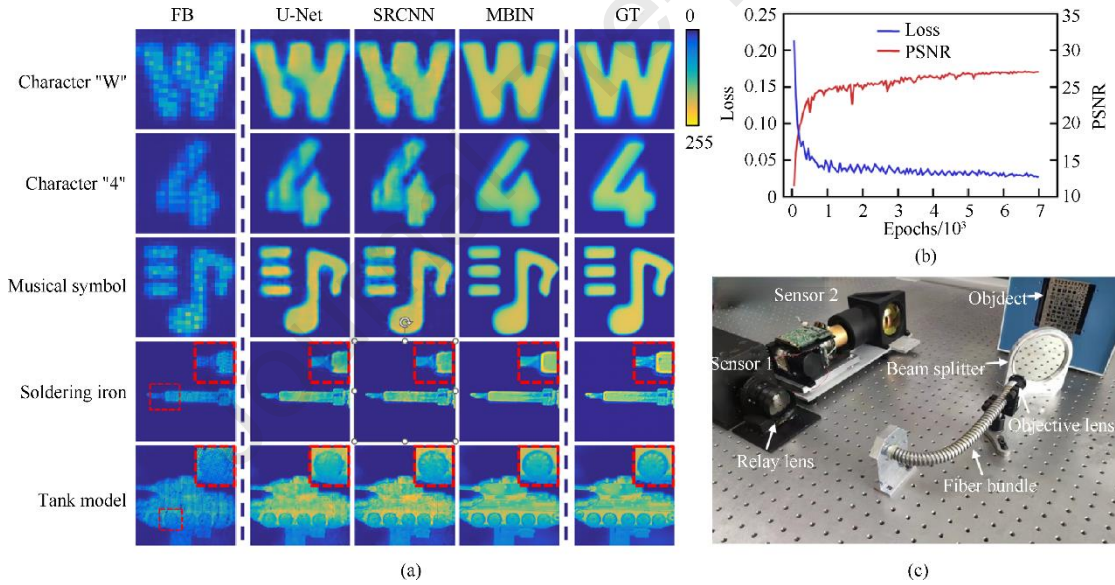 FB U-Net SRCNN MBIN GT
0
255
Character "W"
Character "4"
Musical symbol
Soldering iron
Tank model
(a)
Loss
PSNR
0.25
0.20
0.15
0.10
0.05
0
Loss
35
30
25
20
15
10
PSNR
0 1 2 3 4 5 6 7
Epochs/10³
(b)
Sensor 2
Objdect
Sensor 1
Beam splitter
Objective lens
Relay lens
Fiber bundle
(c)